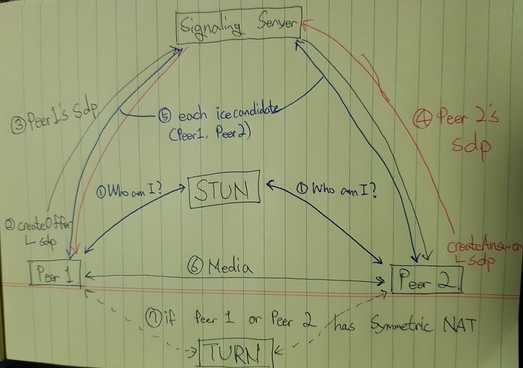 Signaling Server
③ Peer1's Sdp
⑤ each icecandidate
(Peer1, Peer2)
④ Peer 2's
Sdp
① Who am I?
STUN
① Who am I?
② createOffer
└ sdp
createAnswer
└ sdp
Peer 1
⑥ Media
Peer 2
⑦ if Peer 1 or Peer 2 has Symmetric NAT
TURN